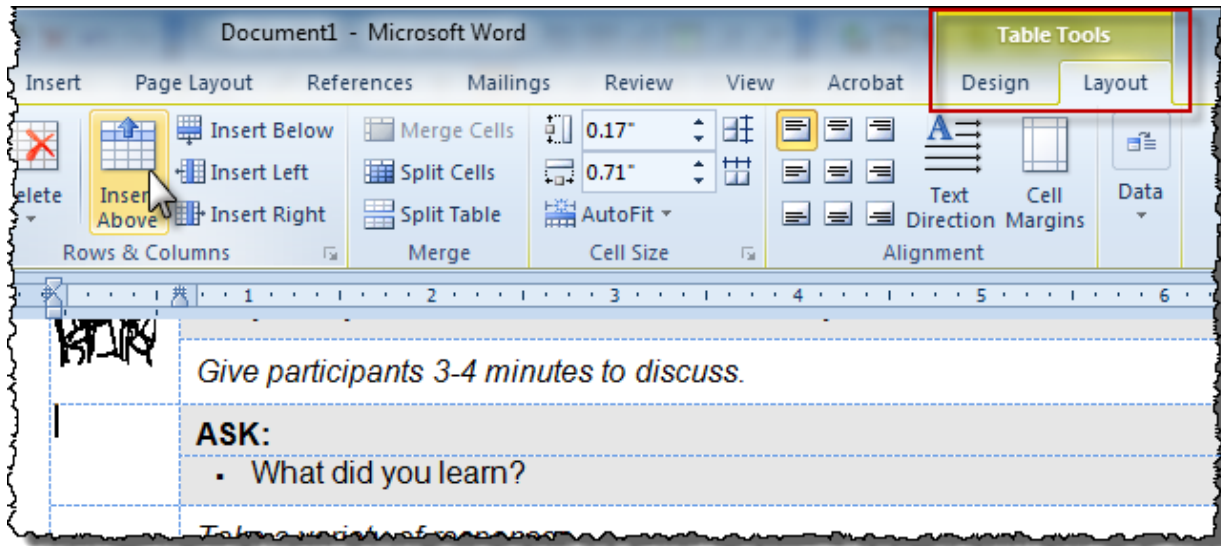 Document1 - Microsoft Word
Table Tools
Insert Page Layout References Mailings Review View Acrobat Design Layout
Insert Below Merge Cells 0.17"
Insert Left Split Cells 0.71"
Insert Right Split Table AutoFit
Above
Text Direction
Cell Margins
Data
Rows & Columns Merge Cell Size Alignment
1 2 3 4 5 6
Give participants 3-4 minutes to discuss.
ASK:
▪ What did you learn?